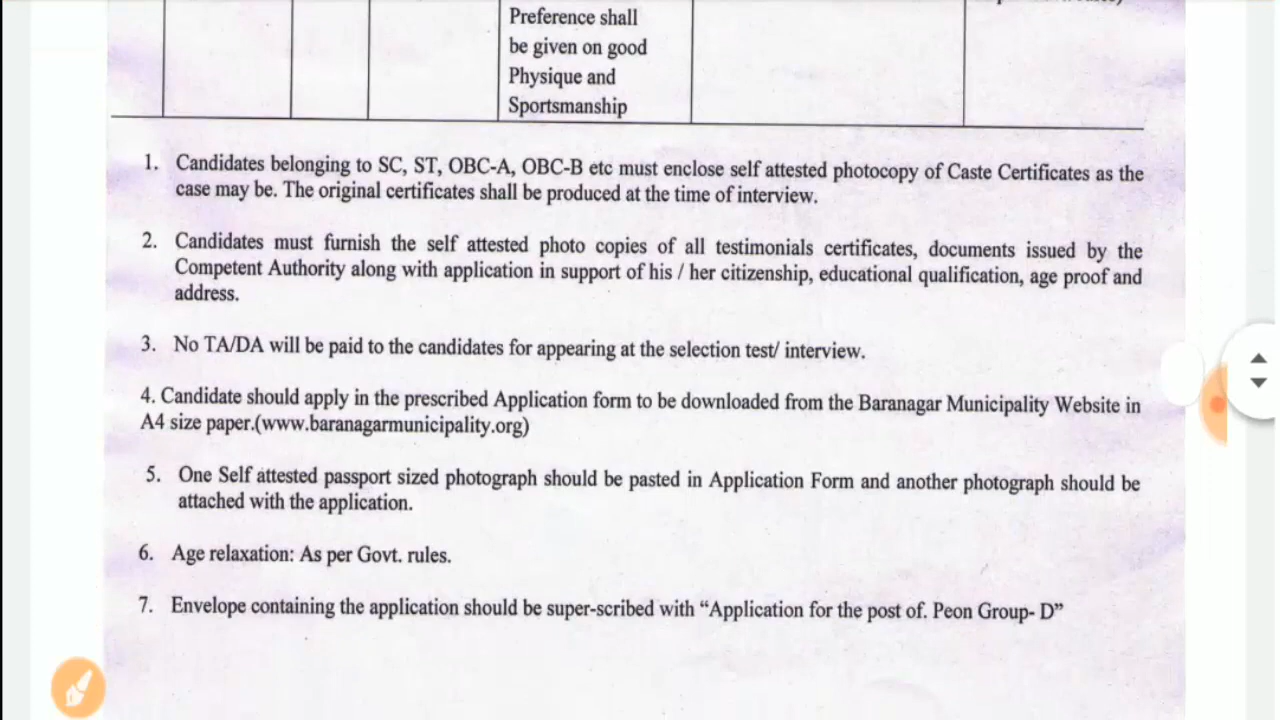 Preference shall
be given on good
Physique and
Sportsmanship
1. Candidates belonging to SC, ST, OBC-A, OBC-B etc must enclose self attested photocopy of Caste Certificates as the
case may be. The original certificates shall be produced at the time of interview.
2. Candidates must furnish the self attested photo copies of all testimonials certificates, documents issued by the
Competent Authority along with application in support of his / her citizenship, educational qualification, age proof and
address.
3. No TA/DA will be paid to the candidates for appearing at the selection test/ interview.
4. Candidate should apply in the prescribed Application form to be downloaded from the Baranagar Municipality Website in
A4 size paper.(www.baranagarmunicipality.org)
5. One Self attested passport sized photograph should be pasted in Application Form and another photograph should be
attached with the application.
6. Age relaxation: As per Govt. rules.
7. Envelope containing the application should be super-scribed with “Application for the post of. Peon Group- D”